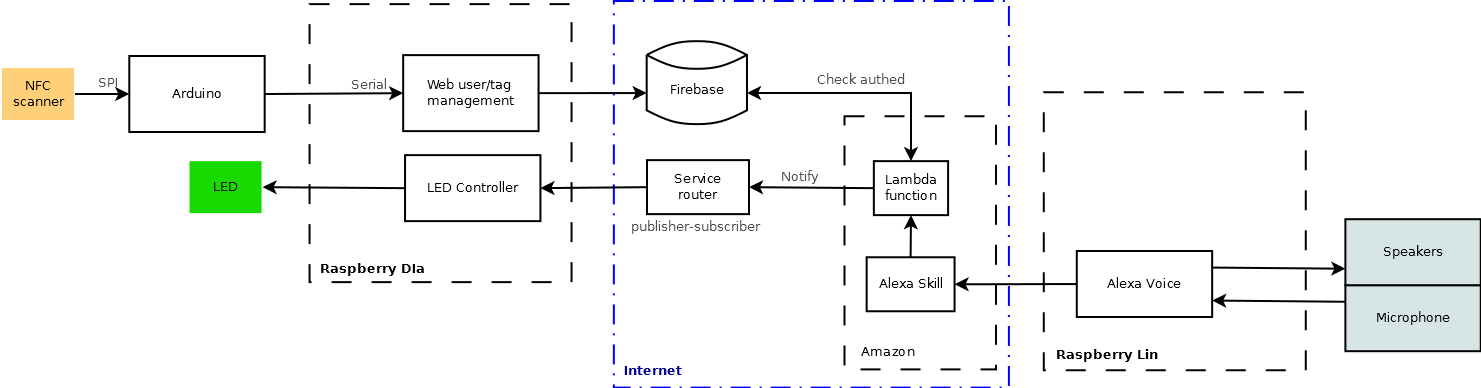 NFC
scanner
SPI
Arduino
Serial
Web user/tag
management
Firebase
Check authed
LED
LED Controller
Service
router
publisher-subscriber
Notify
Lambda
function
Raspberry DIa
Alexa Skill
Alexa Voice
Speakers
Microphone
Amazon
Raspberry Lin
Internet